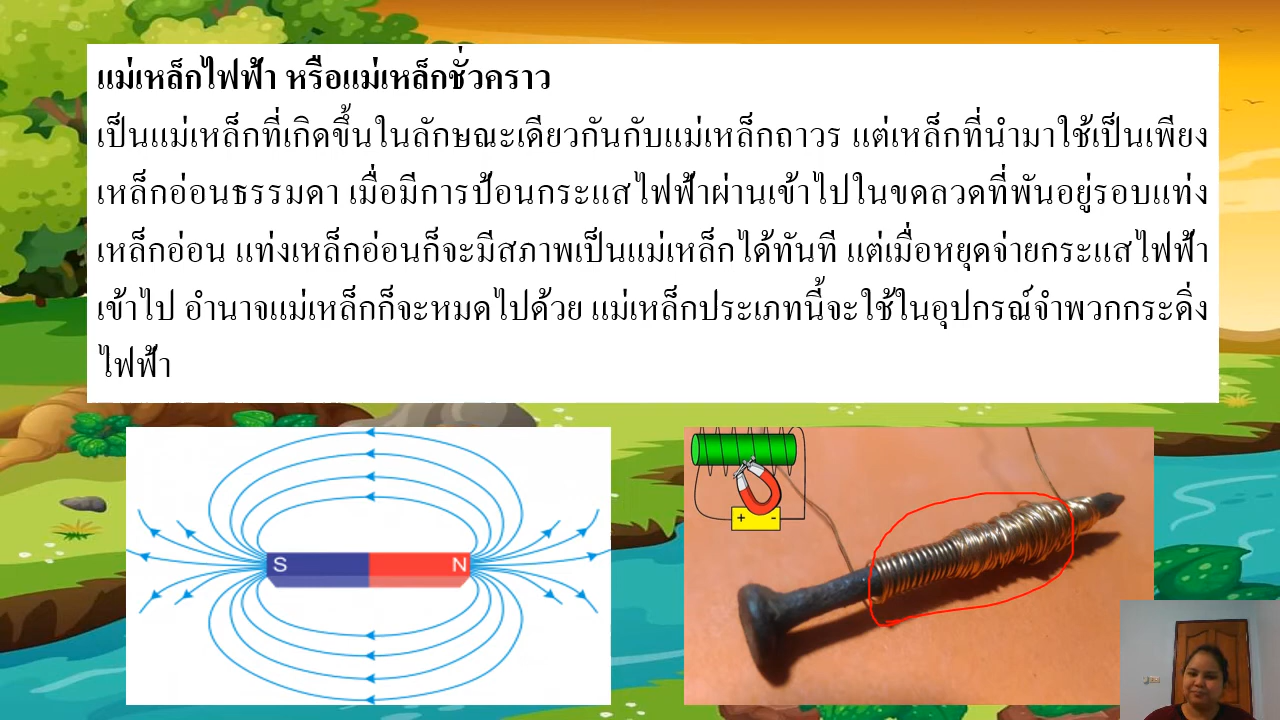 แม่เหล็กไฟฟ้า หรือแม่เหล็กชั่วคราว
เป็นแม่เหล็กที่เกิดขึ้นในลักษณะเดียวกันกับแม่เหล็กถาวร แต่เหล็กที่นำมาใช้เป็นเพียง
เหล็กอ่อนธรรมดา เมื่อมีการป้อนกระแสไฟฟ้าผ่านเข้าไปในขดลวดที่พันอยู่รอบแท่ง
เหล็กอ่อน แท่งเหล็กอ่อนก็จะมีสภาพเป็นแม่เหล็กได้ทันที แต่เมื่อหยุดจ่ายกระแสไฟฟ้า
เข้าไป อำนาจแม่เหล็กก็จะหมดไปด้วย แม่เหล็กประเภทนี้จะใช้ในอุปกรณ์จำพวกกระดิ่ง
ไฟฟ้า
+ -
S N